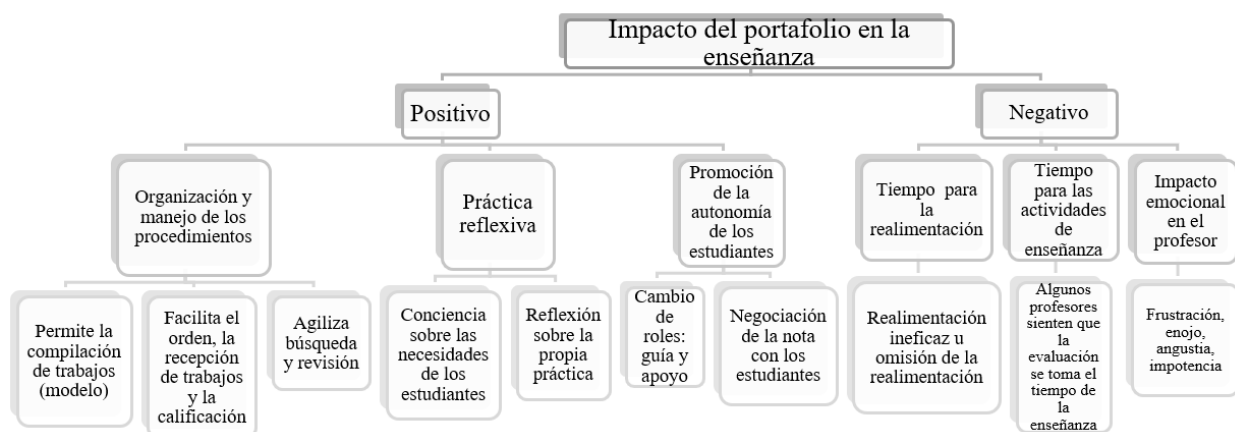 Impacto del portafolio en la
enseñanza
Positivo
Negativo
Organización y
manejo de los
procedimientos
Práctica
reflexiva
Promoción
de la
autonomía
de los
estudiantes
Tiempo para
la
realimentación
Tiempo
para las
actividades
de
enseñanza
Impacto
emocional
en el
profesor
Permite la
compilación
de trabajos
(modelo)
Facilita el
orden, la
recepción
de trabajos
y la
calificación
Agiliza
búsqueda
y revisión
Conciencia
sobre las
necesidades
de los
estudiantes
Reflexión
sobre la
propia
práctica
Cambio
de
roles:
guía y
apoyo
Negociación
de la nota
con los
estudiantes
Realimentación
ineficaz u
omisión de la
realimentación
Algunos
profesores
sienten que
la
evaluación
se toma el
tiempo de
la
enseñanza
Frustración,
enojo,
angustia,
impotencia